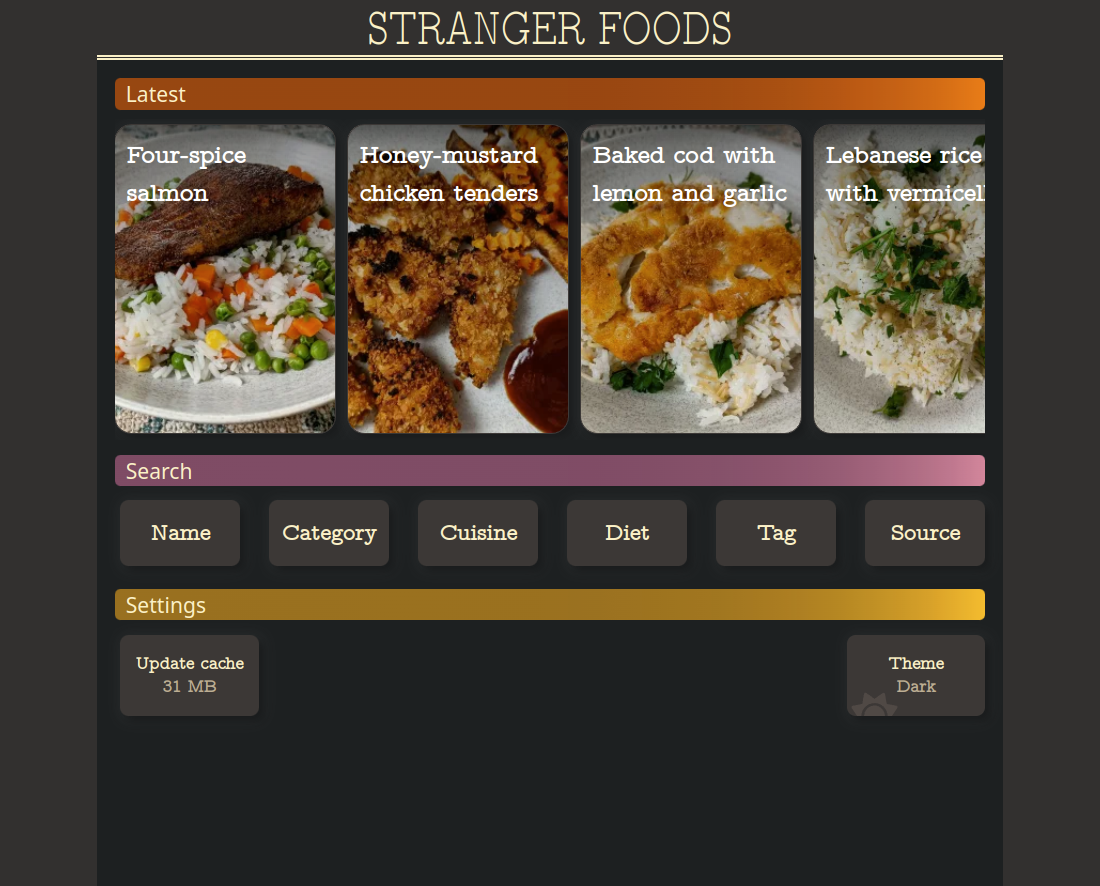 STRANGER FOODS
Latest
Four-spice
salmon
Honey-mustard
chicken tenders
Baked cod with
lemon and garlic
Lebanese rice
with vermicell
Search
Name
Category
Cuisine
Diet
Tag
Source
Settings
Update cache
31 MB
Theme
Dark